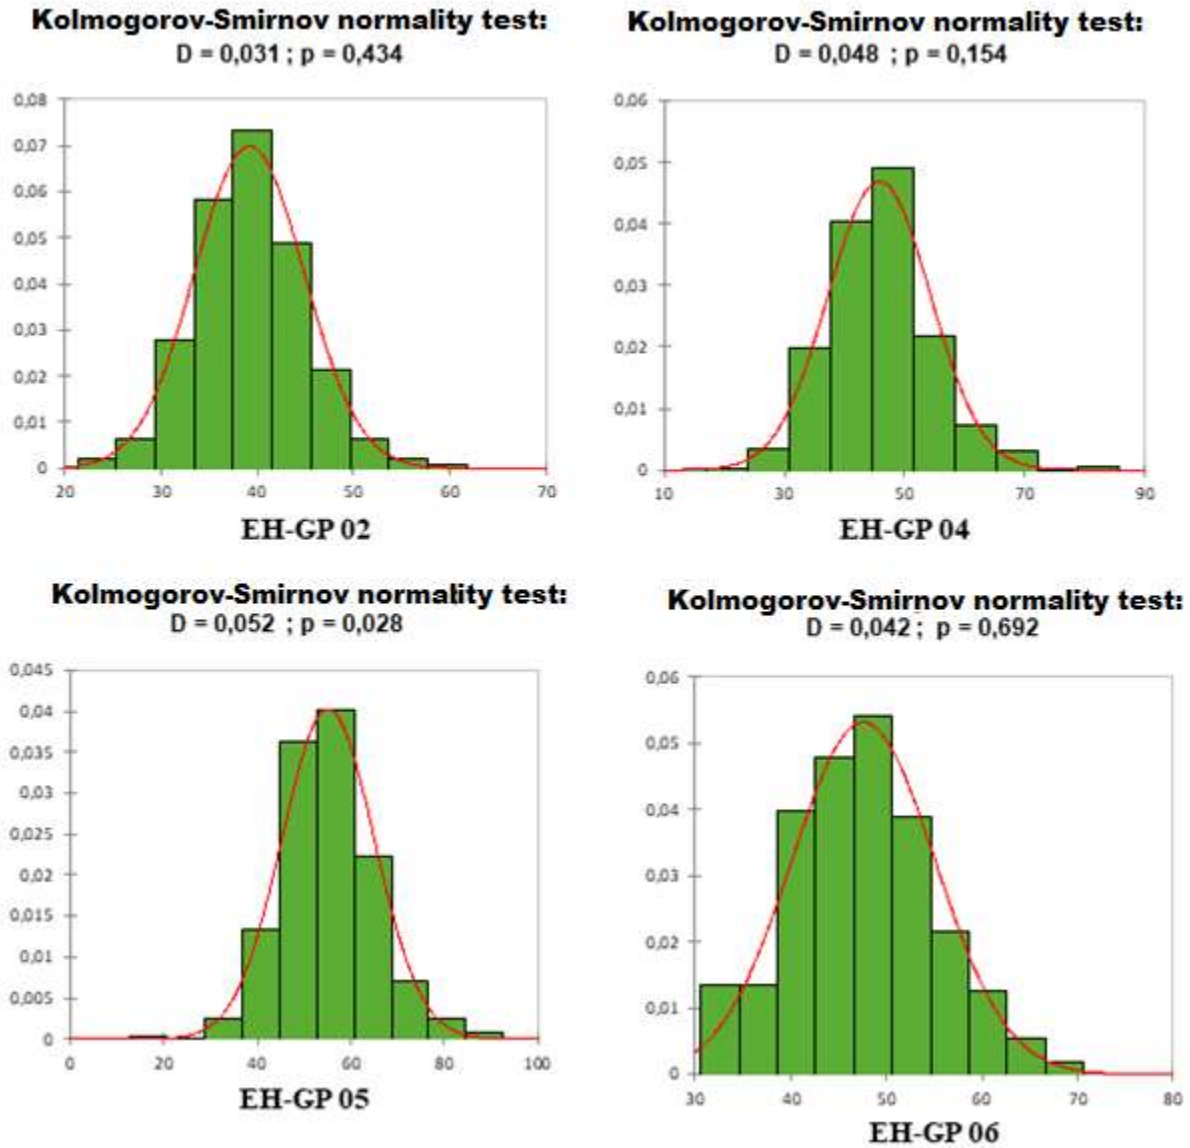 Kolmogorov-Smirnov normality test:
D = 0,031 ; p = 0,434
0,08
0,07
0,06
0,05
0,04
0,03
0,02
0,01
0
20 30 40 50 60 70
EH-GP 02
Kolmogorov-Smirnov normality test:
D = 0,048 ; p = 0,154
0,06
0,05
0,04
0,03
0,02
0,01
0
10 30 50 70 90
EH-GP 04
Kolmogorov-Smirnov normality test:
D = 0,052 ; p = 0,028
0,045
0,04
0,035
0,03
0,025
0,02
0,015
0,01
0,005
0
0 20 40 60 80 100
EH-GP 05
Kolmogorov-Smirnov normality test:
D = 0,042 ; p = 0,692
0,06
0,05
0,04
0,03
0,02
0,01
0
30 40 50 60 70 80
EH-GP 06